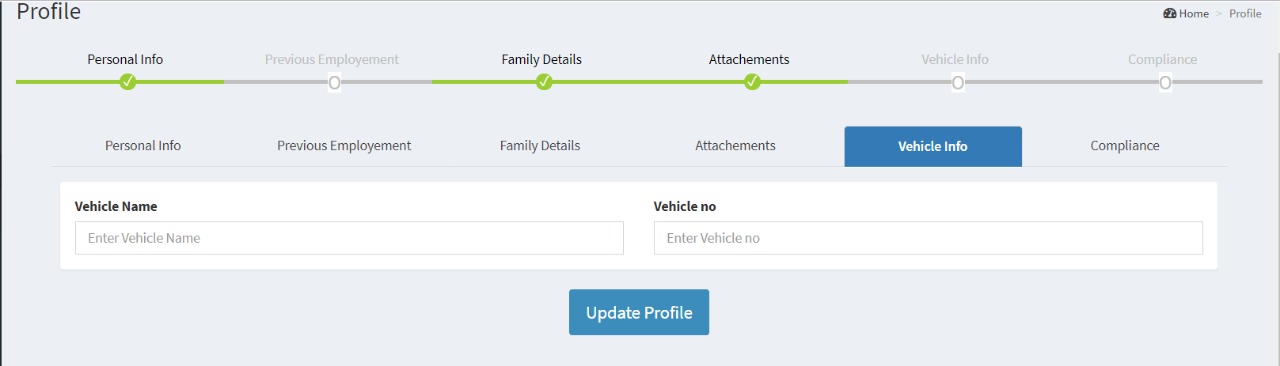 Profile
Home > Profile
Personal Info Previous Employement Family Details Attachements Vehicle Info Compliance
Personal Info Previous Employement Family Details Attachements Vehicle Info Compliance
Vehicle Name Vehicle no
Enter Vehicle Name Enter Vehicle no
Update Profile